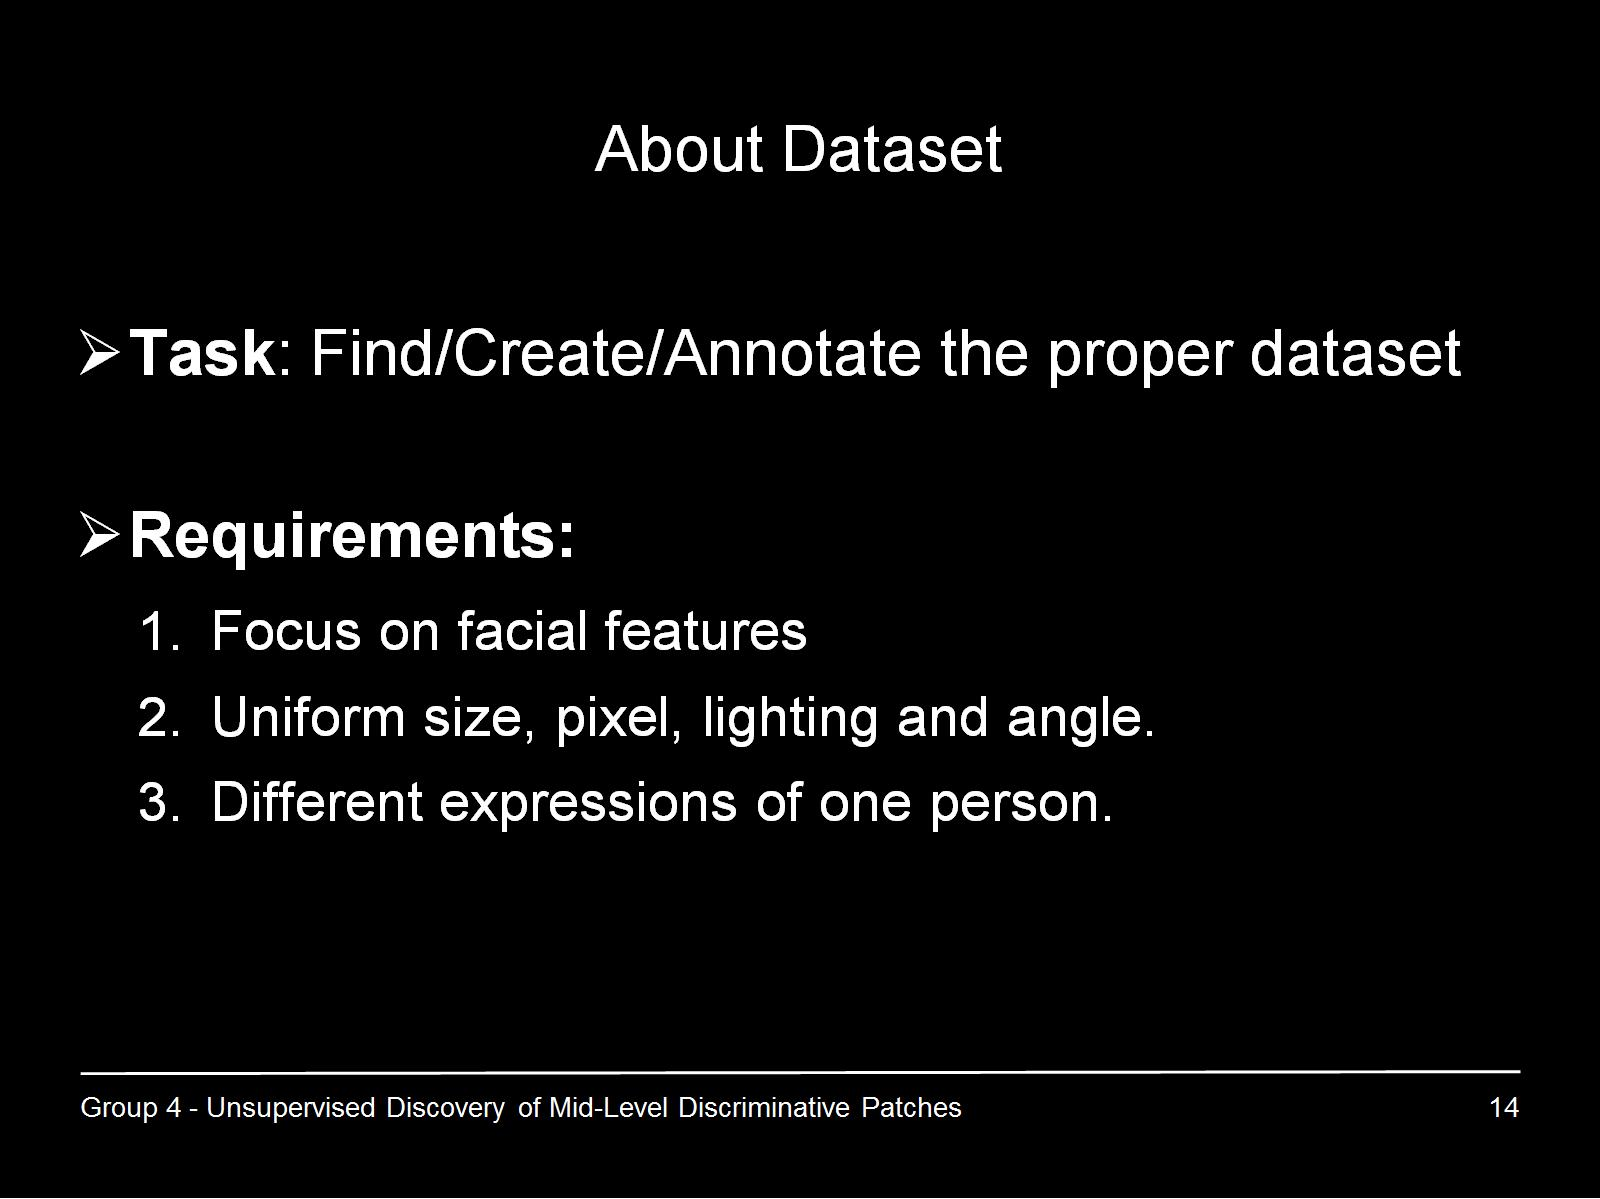 About Dataset
➢Task: Find/Create/Annotate the proper dataset
➢Requirements:
1. Focus on facial features
2. Uniform size, pixel, lighting and angle.
3. Different expressions of one person.
Group 4 - Unsupervised Discovery of Mid-Level Discriminative Patches 14